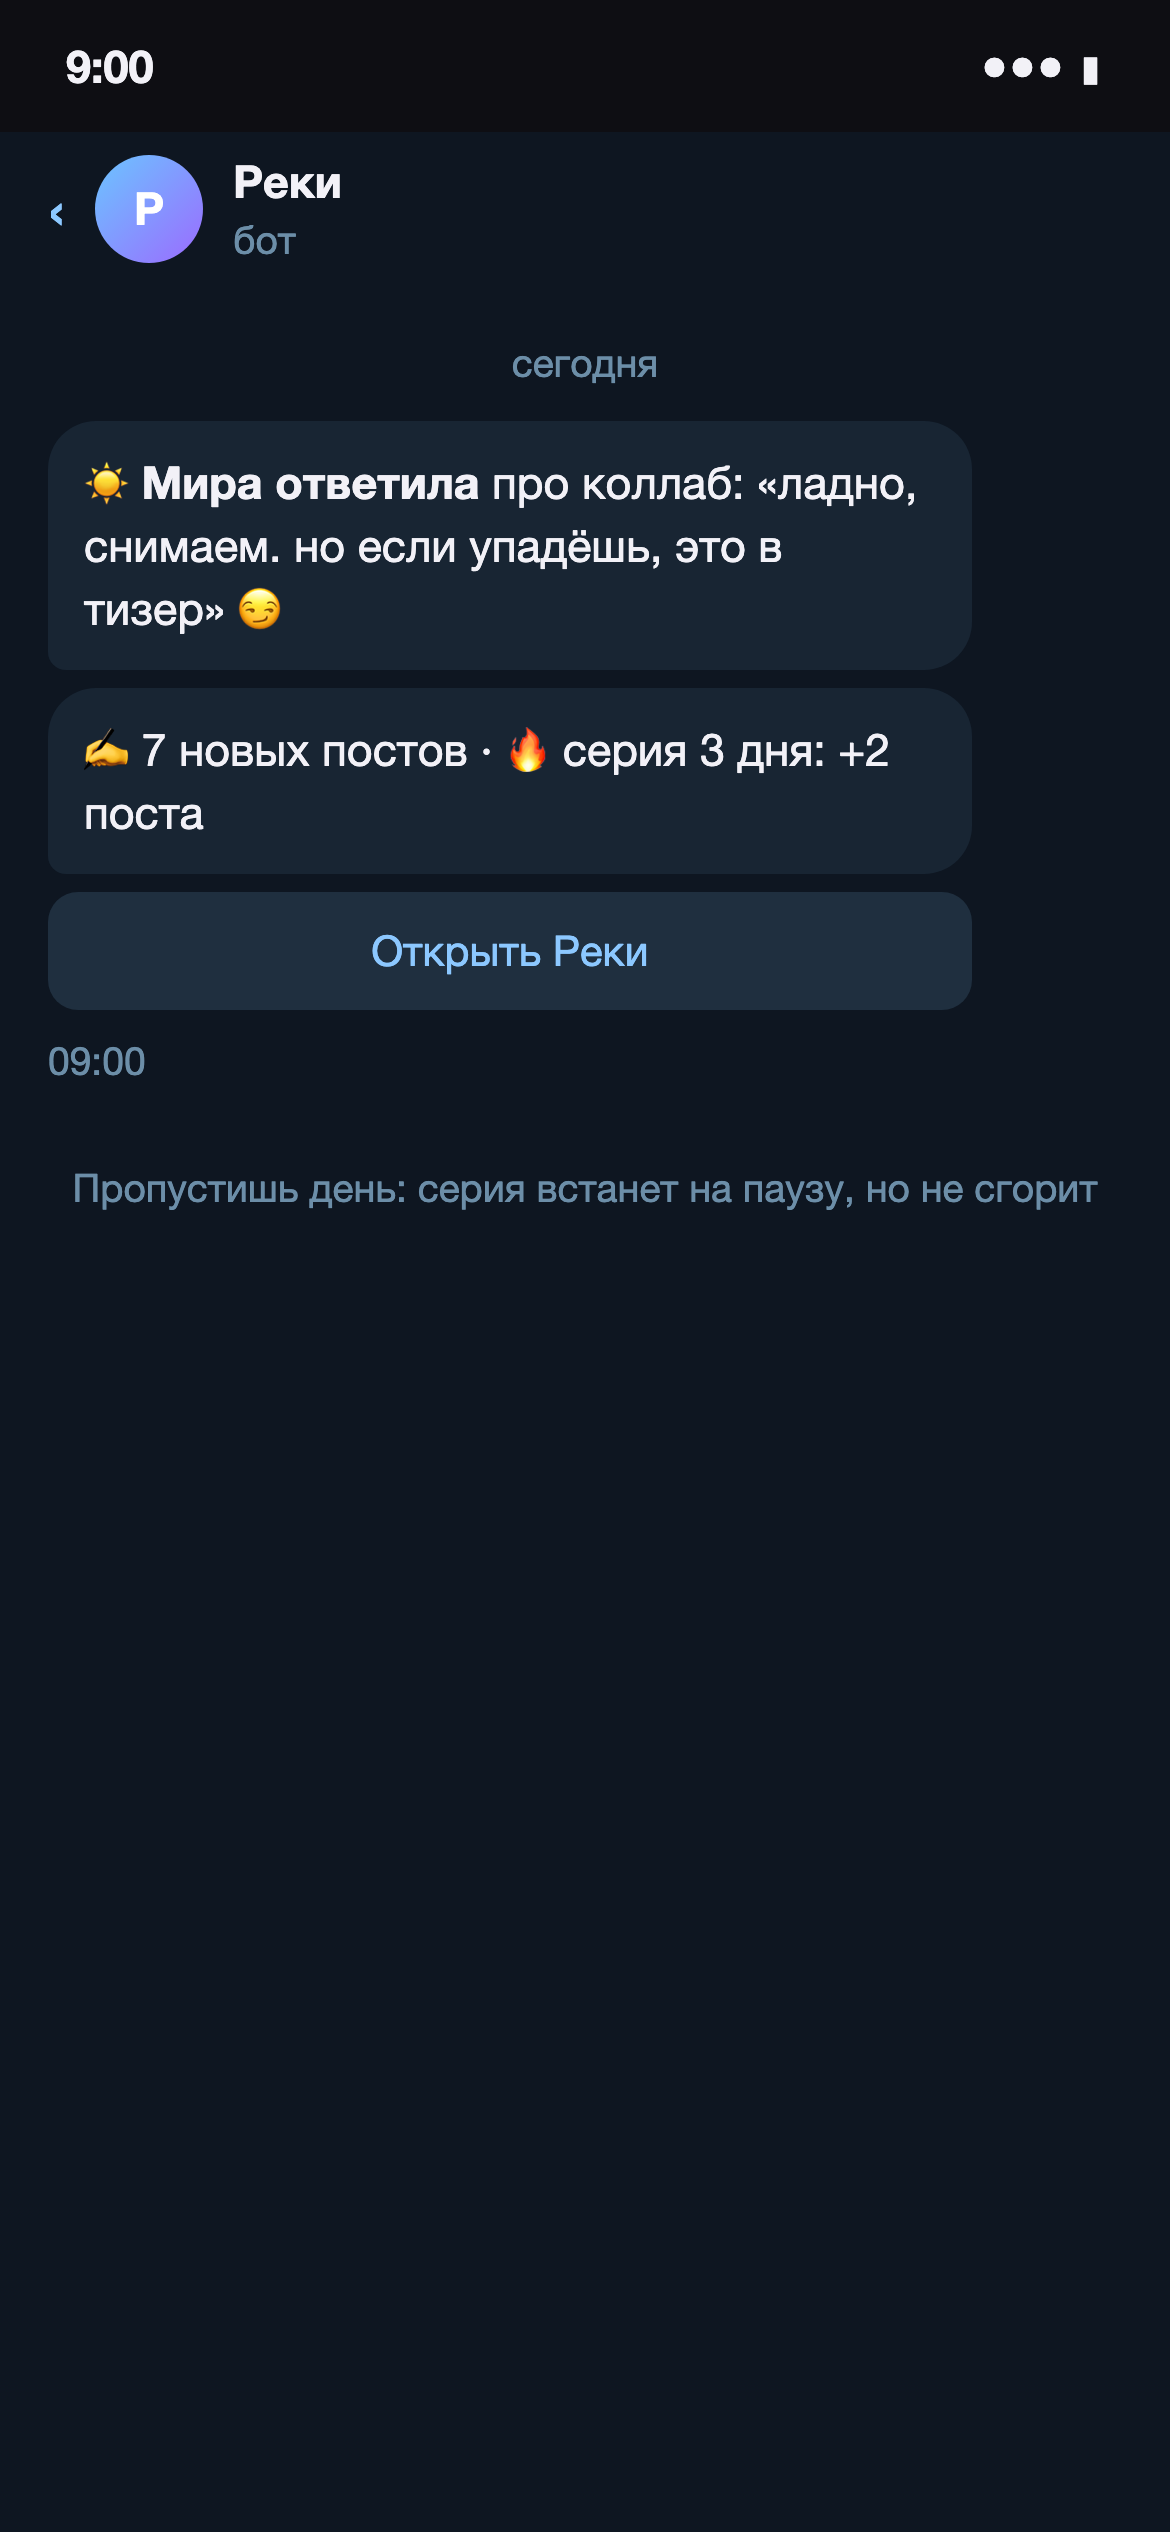 9:00
‹
Р
Реки
бот
сегодня
☀️ Мира ответила про коллаб: «ладно,
снимаем. но если упадёшь, это в
тизер» 😏
✍️ 7 новых постов · 🔥 серия 3 дня: +2
поста
Открыть Реки
09:00
Пропустишь день: серия встанет на паузу, но не сгорит